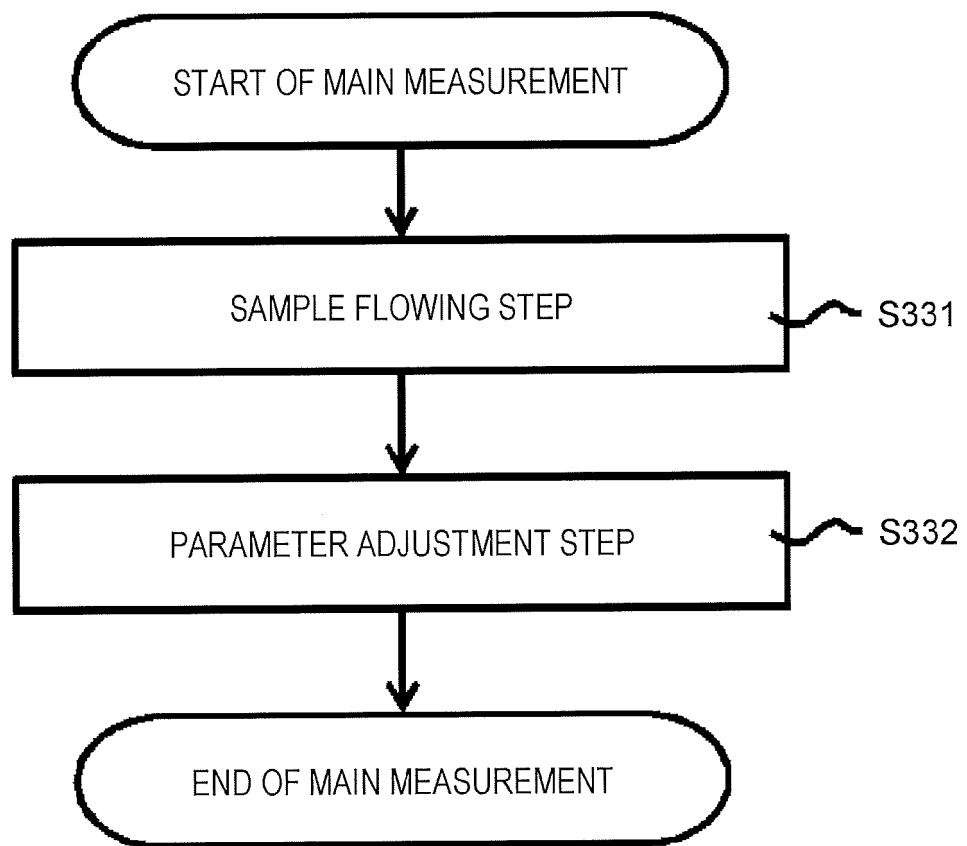 START OF MAIN MEASUREMENT
SAMPLE FLOWING STEP
S331
PARAMETER ADJUSTMENT STEP
S332
END OF MAIN MEASUREMENT